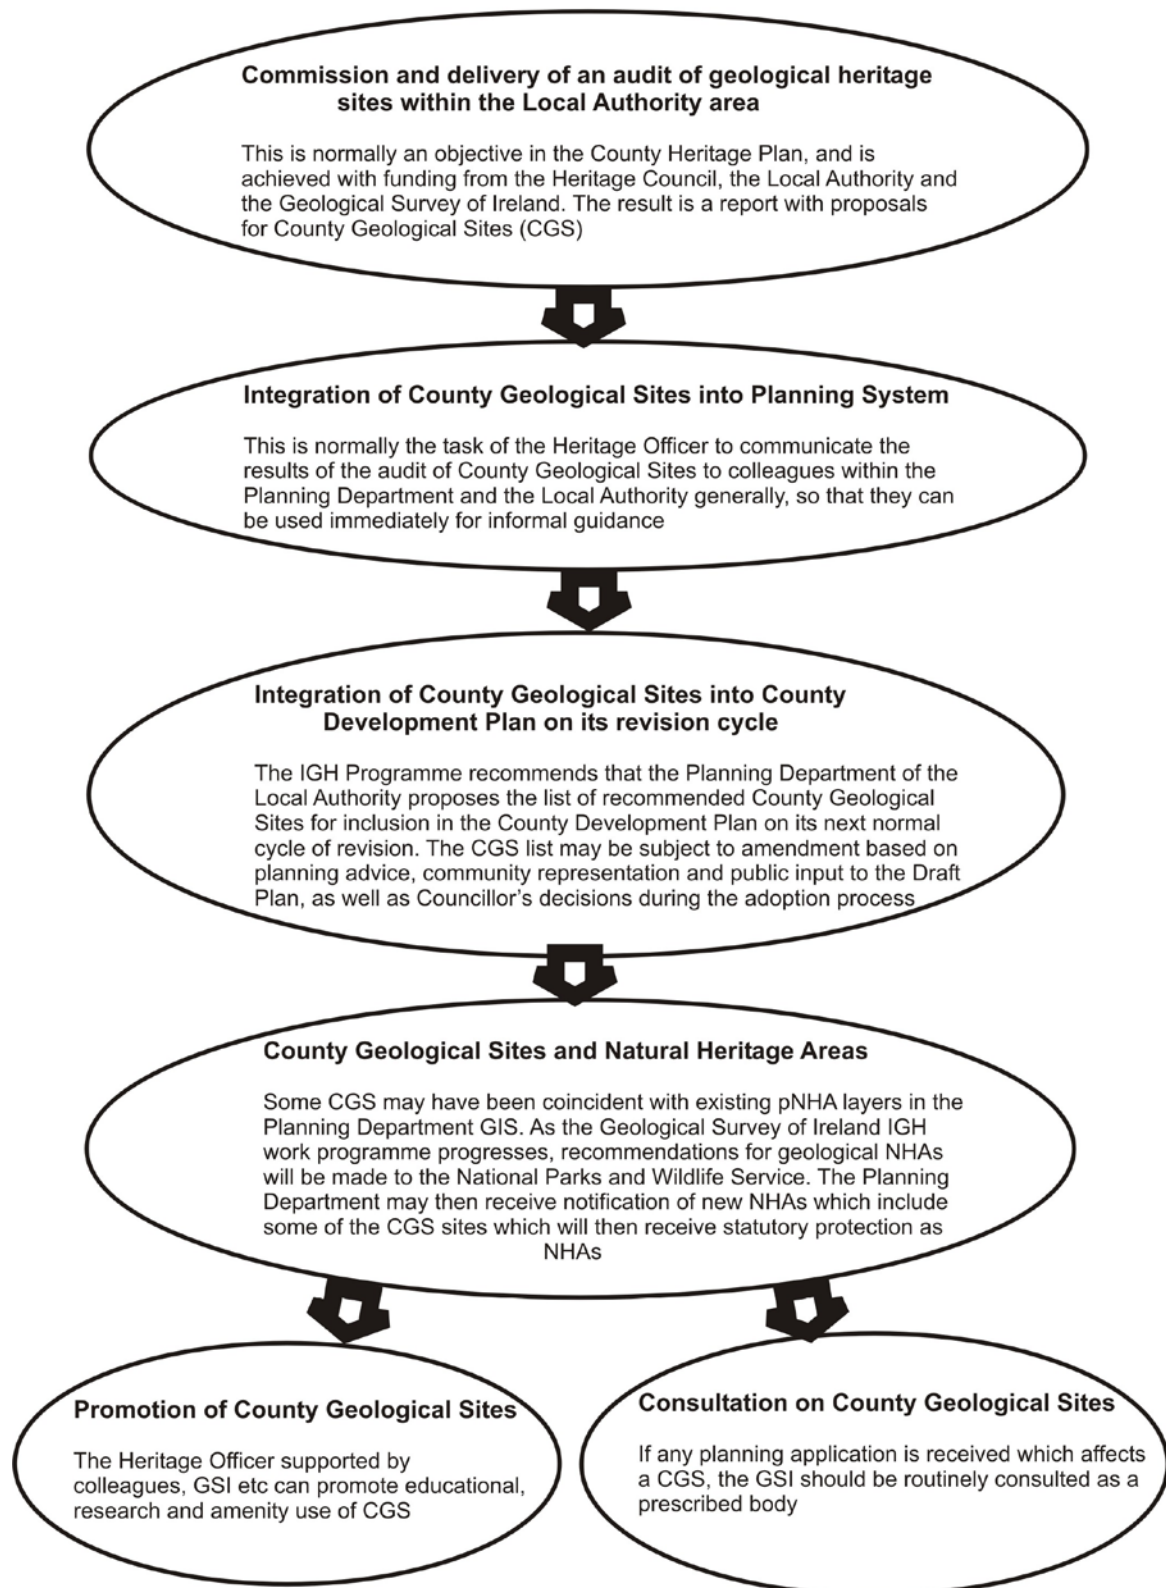 Commission and delivery of an audit of geological heritage
sites within the Local Authority area
This is normally an objective in the County Heritage Plan, and is
achieved with funding from the Heritage Council, the Local Authority and
the Geological Survey of Ireland. The result is a report with proposals
for County Geological Sites (CGS)
Integration of County Geological Sites into Planning System
This is normally the task of the Heritage Officer to communicate the
results of the audit of County Geological Sites to colleagues within the
Planning Department and the Local Authority generally, so that they can
be used immediately for informal guidance
Integration of County Geological Sites into County
Development Plan on its revision cycle
The IGH Programme recommends that the Planning Department of the
Local Authority proposes the list of recommended County Geological
Sites for inclusion in the County Development Plan on its next normal
cycle of revision. The CGS list may be subject to amendment based on
planning advice, community representation and public input to the Draft
Plan, as well as Councillor's decisions during the adoption process
County Geological Sites and Natural Heritage Areas
Some CGS may have been coincident with existing pNHA layers in the
Planning Department GIS. As the Geological Survey of Ireland IGH
work programme progresses, recommendations for geological NHAs
will be made to the National Parks and Wildlife Service. The Planning
Department may then receive notification of new NHAs which include
some of the CGS sites which will then receive statutory protection as
NHAs
Promotion of County Geological Sites
The Heritage Officer supported by
colleagues, GSI etc can promote educational,
research and amenity use of CGS
Consultation on County Geological Sites
If any planning application is received which affects
a CGS, the GSI should be routinely consulted as a
prescribed body